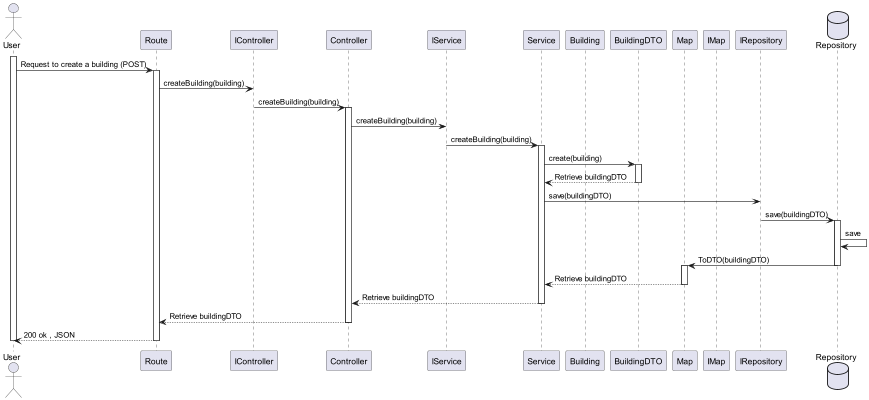 User
Route
IController
Controller
IService
Service
Building
BuildingDTO
Map
IMap
IRepository
Repository
Request to create a building (POST)
createBuilding(building)
createBuilding(building)
createBuilding(building)
createBuilding(building)
create(building)
Retrieve buildingDTO
save(buildingDTO)
save(buildingDTO)
save
ToDTO(buildingDTO)
Retrieve buildingDTO
Retrieve buildingDTO
Retrieve buildingDTO
200 ok , JSON
User
Route
IController
Controller
IService
Service
Building
BuildingDTO
Map
IMap
IRepository
Repository